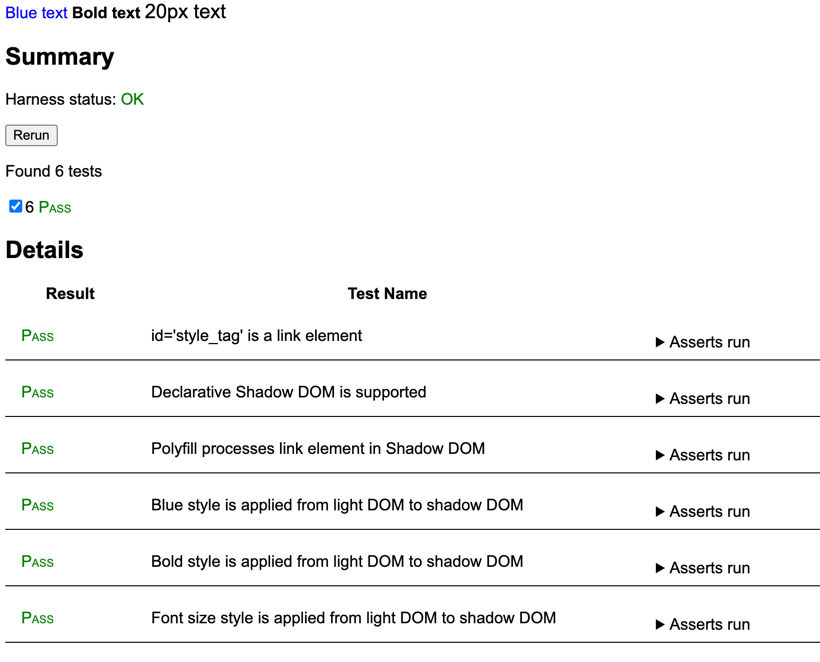 Blue text Bold text 20px text
Summary
Harness status: OK
Rerun
Found 6 tests
6 Pass
Details
Result Test Name
Pass id='style_tag' is a link element ▶ Asserts run
Pass Declarative Shadow DOM is supported ▶ Asserts run
Pass Polyfill processes link element in Shadow DOM ▶ Asserts run
Pass Blue style is applied from light DOM to shadow DOM ▶ Asserts run
Pass Bold style is applied from light DOM to shadow DOM ▶ Asserts run
Pass Font size style is applied from light DOM to shadow DOM ▶ Asserts run